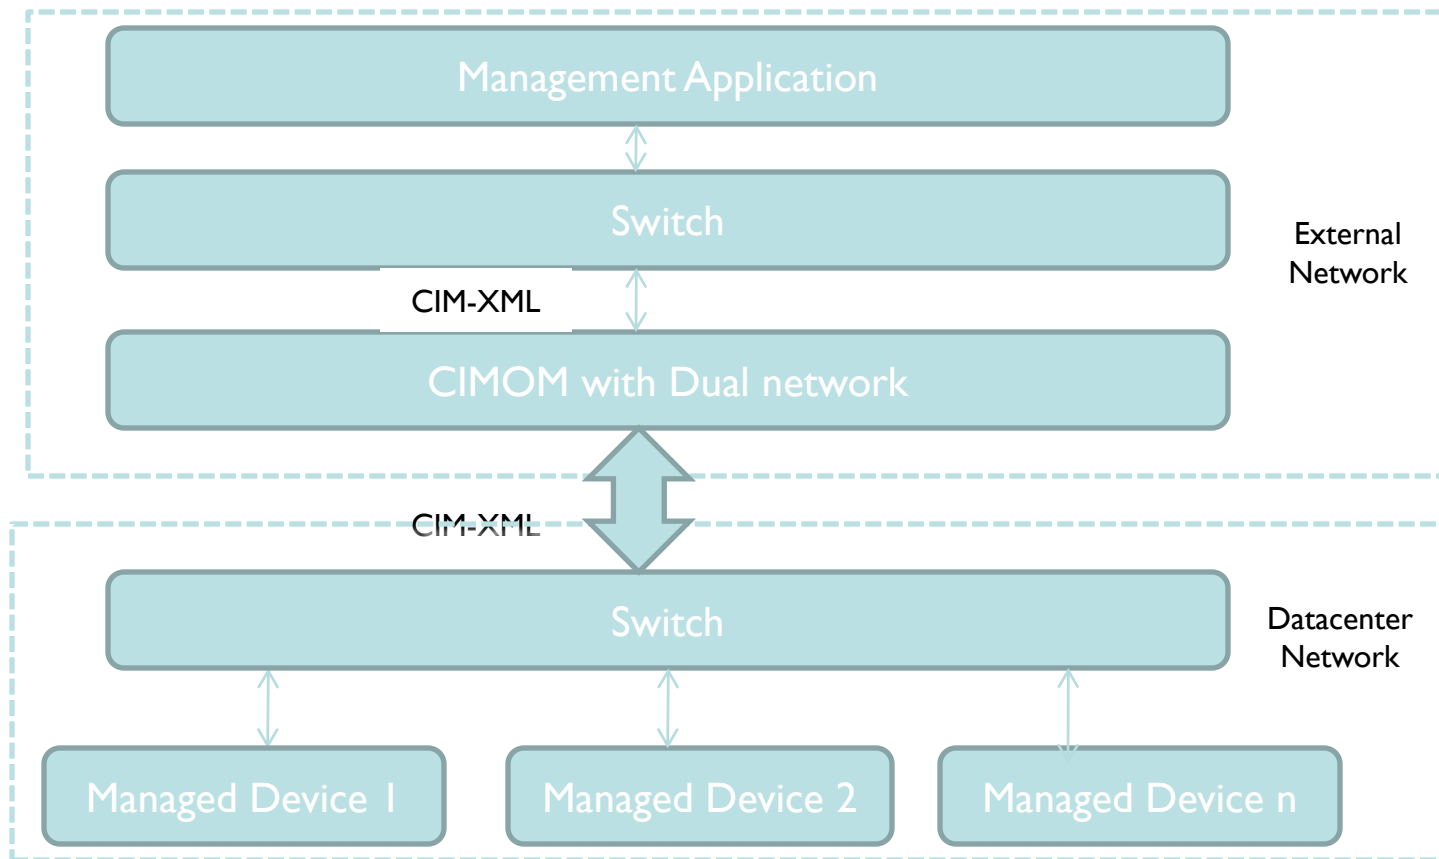 Management Application
Switch
External
Network
CIM-XML
CIMOM with Dual network
CIM-XML
Switch
Datacenter
Network
Managed Device 1
Managed Device 2
Managed Device n